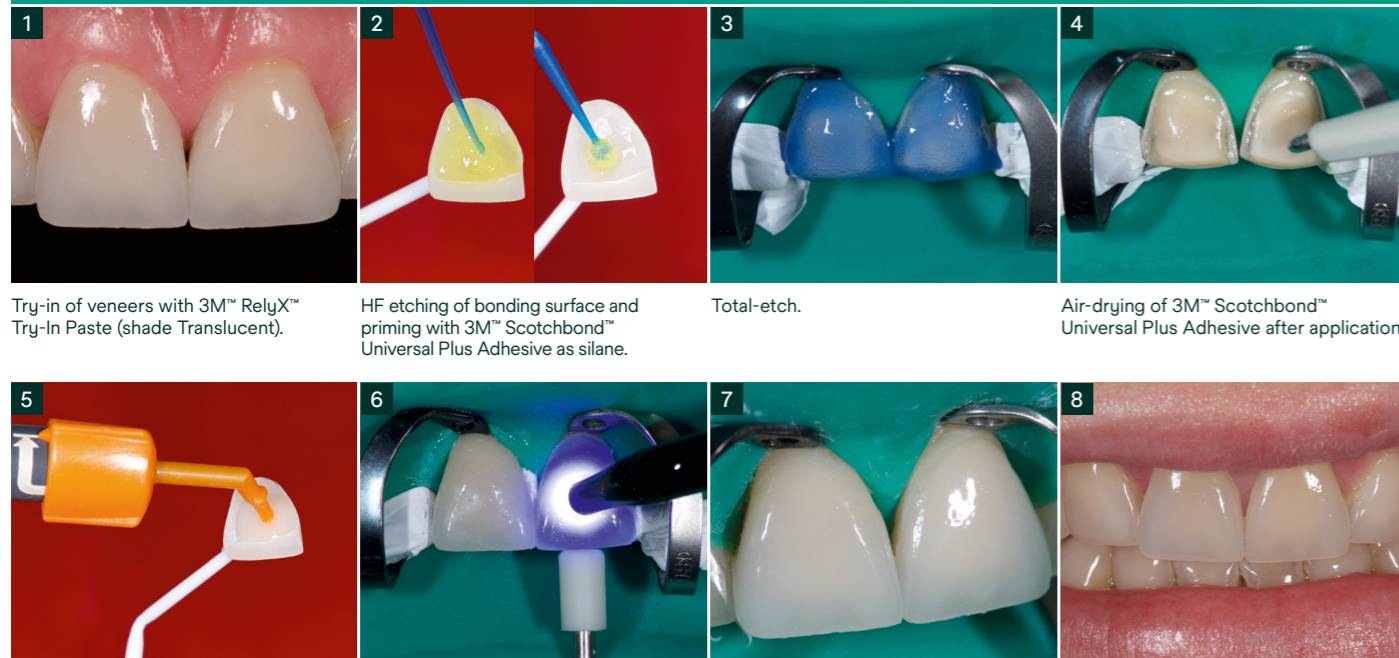 1
2
3
4
Try-in of veneers with 3M™ RelyX™
Try-In Paste (shade Translucent).
HF etching of bonding surface and
priming with 3M™ Scotchbond™
Universal Plus Adhesive as silane.
Total-etch.
Air-drying of 3M™ Scotchbond™
Universal Plus Adhesive after application
5
6
7
8